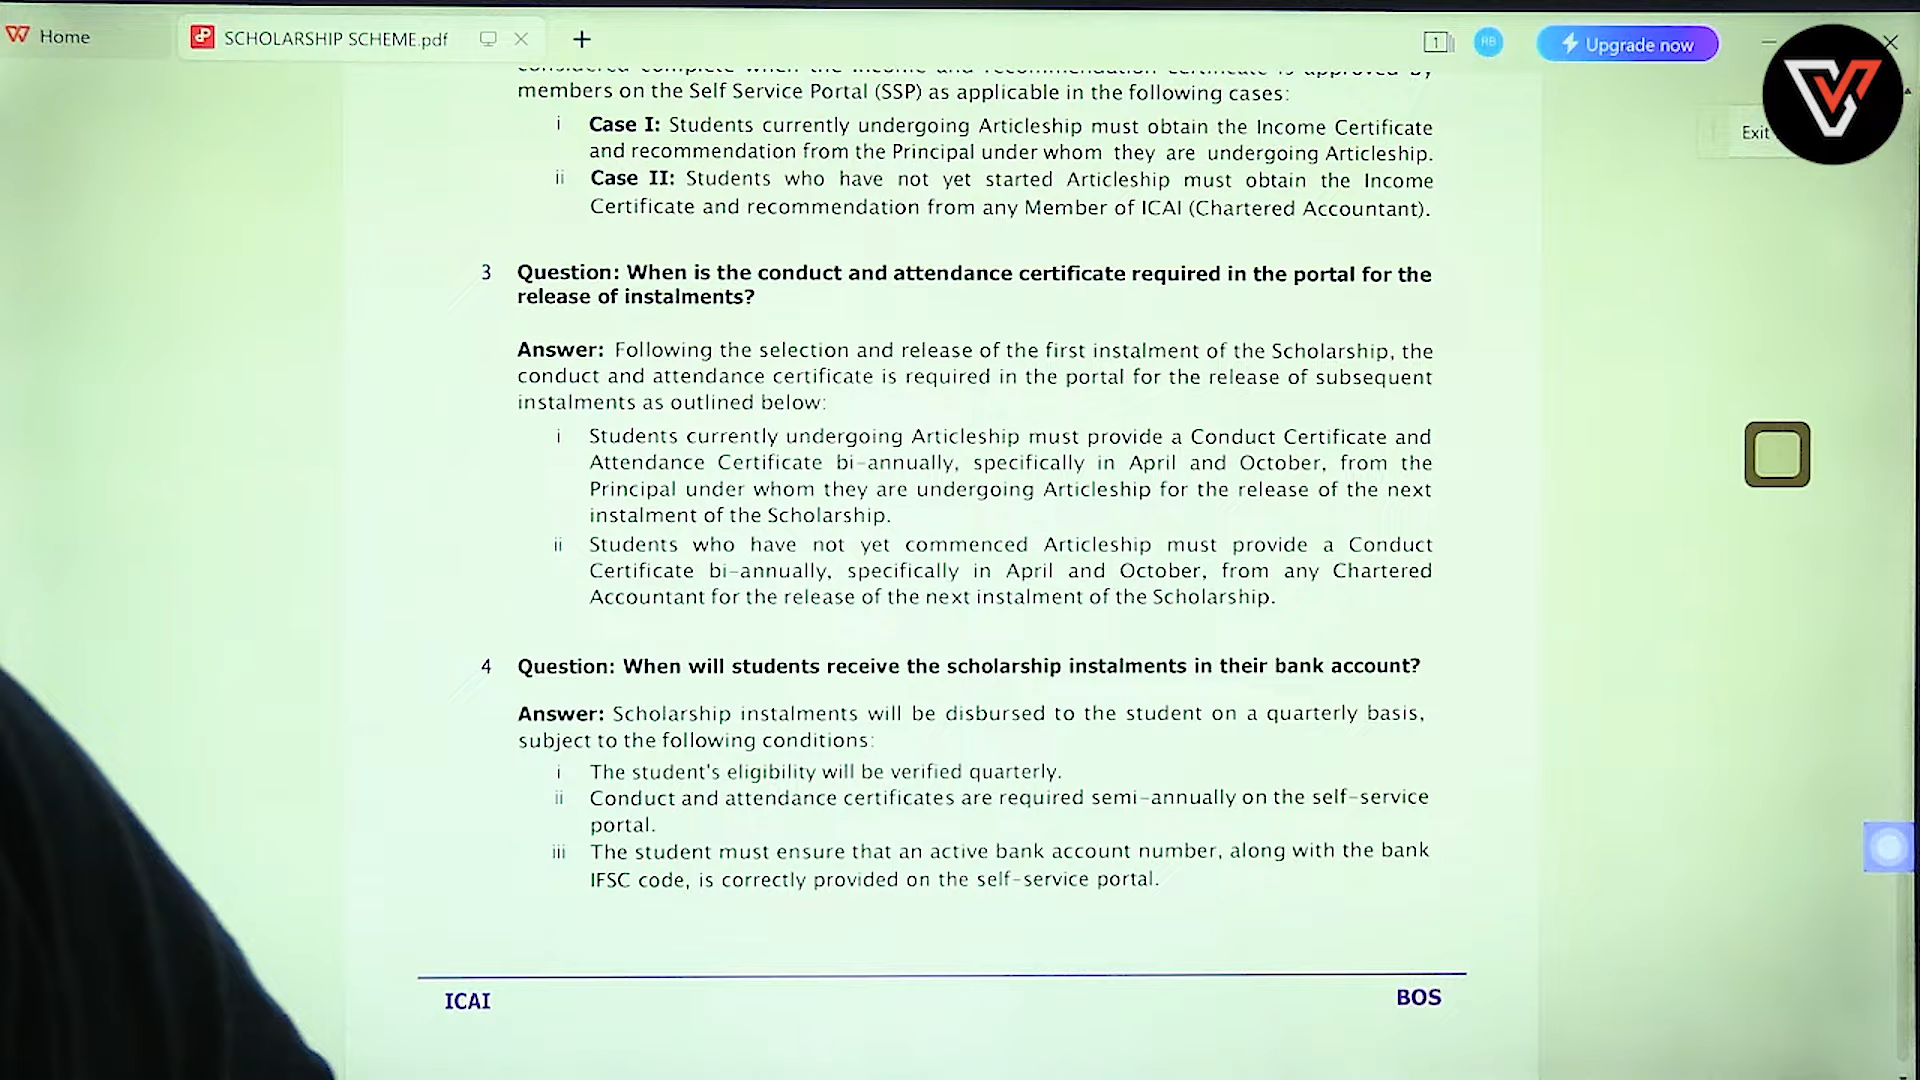 Home
SCHOLARSHIP SCHEME.pdf
1
RB
Upgrade now
considered complete when the income and recommendation certificate is approved by
members on the Self Service Portal (SSP) as applicable in the following cases:
Exit
i Case I: Students currently undergoing Articleship must obtain the Income Certificate
and recommendation from the Principal under whom they are undergoing Articleship.
ii Case II: Students who have not yet started Articleship must obtain the Income
Certificate and recommendation from any Member of ICAI (Chartered Accountant).
3 Question: When is the conduct and attendance certificate required in the portal for the
release of instalments?
Answer: Following the selection and release of the first instalment of the Scholarship, the
conduct and attendance certificate is required in the portal for the release of subsequent
instalments as outlined below:
i Students currently undergoing Articleship must provide a Conduct Certificate and
Attendance Certificate bi-annually, specifically in April and October, from the
Principal under whom they are undergoing Articleship for the release of the next
instalment of the Scholarship.
ii Students who have not yet commenced Articleship must provide a Conduct
Certificate bi-annually, specifically in April and October, from any Chartered
Accountant for the release of the next instalment of the Scholarship.
4 Question: When will students receive the scholarship instalments in their bank account?
Answer: Scholarship instalments will be disbursed to the student on a quarterly basis,
subject to the following conditions:
i The student's eligibility will be verified quarterly.
ii Conduct and attendance certificates are required semi-annually on the self-service
portal.
iii The student must ensure that an active bank account number, along with the bank
IFSC code, is correctly provided on the self-service portal.
ICAI
BOS